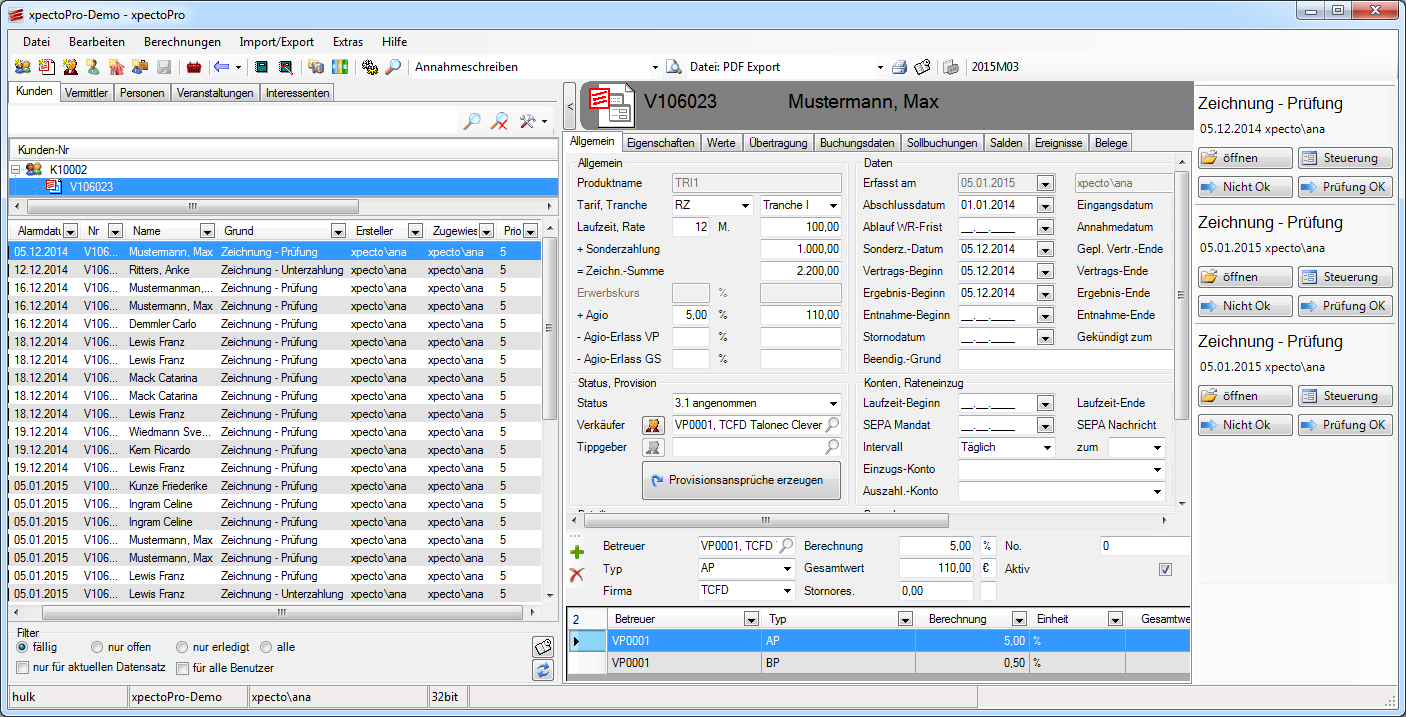 xpectoPro-Demo - xpectoPro
Datei Bearbeiten Berechnungen Import/Export Extras Hilfe
Annahmeschreiben Datei: PDF Export 2015M03
Kunden Vermittler Personen Veranstaltungen Interessenten
Kunden-Nr
K10002
V106023
Alarmdatu Nr Name Grund Ersteller Zugewies Prio
05.12.2014 V106... Mustermann, Max Zeichnung - Prüfung xpecto\ana xpecto\ana 5
12.12.2014 V106... Ritters, Anke Zeichnung - Unterzahlung xpecto\ana xpecto\ana 5
16.12.2014 V106... Mustermanman,... Zeichnung - Prüfung xpecto\ana xpecto\ana 5
16.12.2014 V106... Mustermann, Max Zeichnung - Prüfung xpecto\ana xpecto\ana 5
16.12.2014 V106... Demmler Carlo Zeichnung - Prüfung xpecto\ana xpecto\ana 5
18.12.2014 V106... Lewis Franz Zeichnung - Prüfung xpecto\ana xpecto\ana 5
18.12.2014 V106... Lewis Franz Zeichnung - Prüfung xpecto\ana xpecto\ana 5
18.12.2014 V106... Mack Catarina Zeichnung - Prüfung xpecto\ana xpecto\ana 5
18.12.2014 V106... Mack Catarina Zeichnung - Prüfung xpecto\ana xpecto\ana 5
18.12.2014 V106... Lewis Franz Zeichnung - Prüfung xpecto\ana xpecto\ana 5
19.12.2014 V106... Wiedmann Sve... Zeichnung - Prüfung xpecto\ana xpecto\ana 5
19.12.2014 V106... Kern Ricardo Zeichnung - Prüfung xpecto\ana xpecto\ana 5
19.12.2014 V106... Lewis Franz Zeichnung - Prüfung xpecto\ana xpecto\ana 5
05.01.2015 V100... Kunze Friederike Zeichnung - Prüfung xpecto\ana xpecto\ana 5
05.01.2015 V106... Ingram Celine Zeichnung - Prüfung xpecto\ana xpecto\ana 5
05.01.2015 V106... Ingram Celine Zeichnung - Prüfung xpecto\ana xpecto\ana 5
05.01.2015 V106... Mustermann, Max Zeichnung - Prüfung xpecto\ana xpecto\ana 5
05.01.2015 V106... Mustermann, Max Zeichnung - Prüfung xpecto\ana xpecto\ana 5
05.01.2015 V106... Lewis Franz Zeichnung - Prüfung xpecto\ana xpecto\ana 5
05.01.2015 V106... Lewis Franz Zeichnung - Unterzahlung xpecto\ana xpecto\ana 5
Filter
fällig nur offen nur erledigt alle
nur für aktuellen Datensatz für alle Benutzer
< V106023 Mustermann, Max
Allgemein Eigenschaften Werte Übertragung Buchungsdaten Sollbuchungen Salden Ereignisse Belege
Allgemein
Produktname TRI1
Tarif, Tranche RZ Tranche I
Laufzeit, Rate 12 M. 100,00
+ Sonderzahlung 1.000,00
= Zeichn.-Summe 2.200,00
Erwerbskurs %
+ Agio 5,00 % 110,00
- Agio-Erlass VP %
- Agio-Erlass GS %
Status, Provision
Status 3.1 angenommen
Verkäufer VP0001, TCFD Talonec Clever
Tippgeber
Provisionsansprüche erzeugen
Daten
Erfasst am 05.01.2015 xpecto\ana
Abschlussdatum 01.01.2014 Eingangsdatum
Ablauf WR-Frist __.__.____ Annahmedatum
Sonderz.-Datum 05.12.2014 Gepl. Vertr.-Ende
Vertrags-Beginn 05.12.2014 Vertrags-Ende
Ergebnis-Beginn 05.12.2014 Ergebnis-Ende
Entnahme-Beginn __.__.____ Entnahme-Ende
Stornodatum __.__.____ Gekündigt zum
Beendig.-Grund
Konten, Rateneinzug
Laufzeit-Beginn __.__.____ Laufzeit-Ende
SEPA Mandat __.__.____ SEPA Nachricht
Intervall Täglich zum
Einzugs-Konto
Auszahl.-Konto
Betreuer VP0001, TCFD Berechnung 5,00 % No. 0
Typ AP Gesamtwert 110,00 € Aktiv
Firma TCFD Stornores. 0,00
2 Betreuer Typ Berechnung Einheit Gesamtwe
VP0001 AP 5,00 %
VP0001 BP 0,50 %
Zeichnung - Prüfung
05.12.2014 xpecto\ana
öffnen Steuerung
Nicht Ok Prüfung OK
Zeichnung - Prüfung
05.01.2015 xpecto\ana
öffnen Steuerung
Nicht Ok Prüfung OK
Zeichnung - Prüfung
05.01.2015 xpecto\ana
öffnen Steuerung
Nicht Ok Prüfung OK
hulk xpectoPro-Demo xpecto\ana 32bit